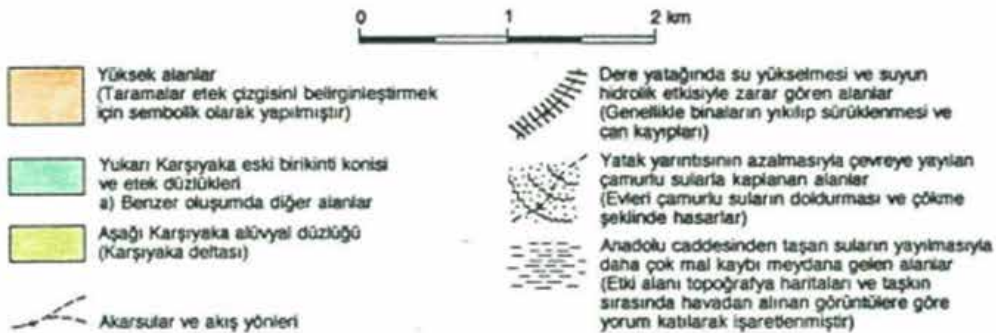 0 1 2 km
Yüksek alanlar
(Taramalar etek çizgisini belirginleştirmek
için sembolik olarak yapılmıştır)
Yukarı Karşıyaka eski birikinti konisi
ve etek düzlükleri
a) Benzer oluşumda diğer alanlar
Aşağı Karşıyaka alüvyal düzlüğü
(Karşıyaka deltası)
Akarsular ve akış yönleri
Dere yatağında su yükselmesi ve suyun
hidrolik etkisiyle zarar gören alanlar
(Genellikle binaların yıkılıp sürüklenmesi ve
can kayıpları)
Yatak yarıntısının azalmasıyla çevreye yayılan
çamurlu sularla kaplanan alanlar
(Evleri çamurlu suların doldurması ve çökme
şeklinde hasarlar)
Anadolu caddesinden taşan suların yayılmasıyla
daha çok mal kaybı meydana gelen alanlar
(Etki alanı topoğrafya haritaları ve taşkın
sırasında havadan alınan görüntülere göre
yorum katılarak işaretlenmiştir)